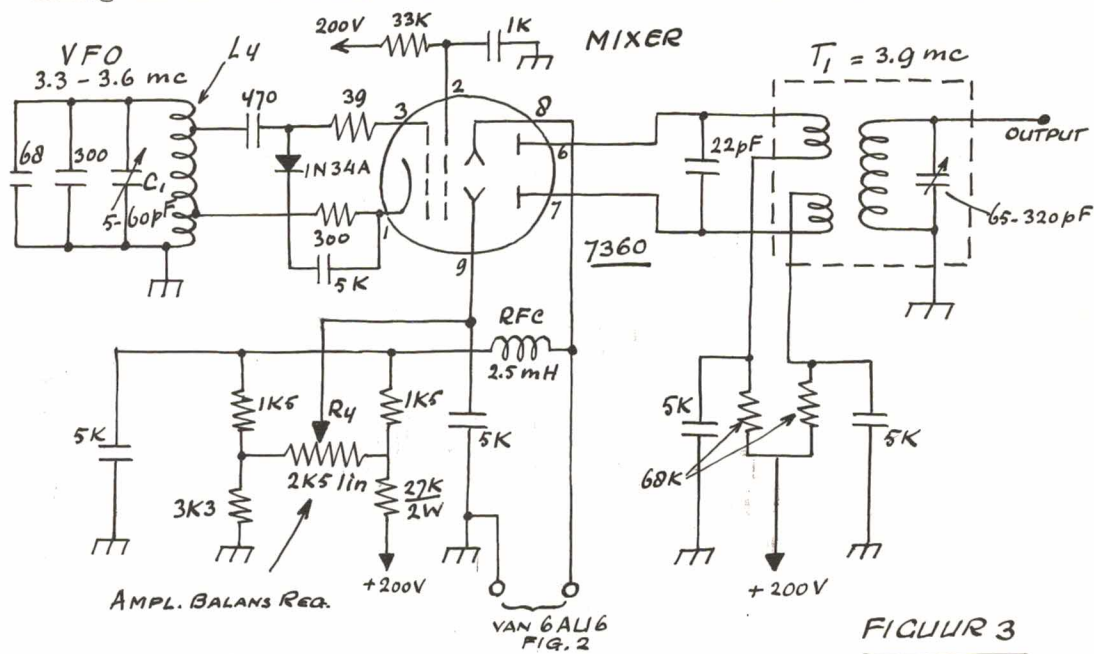 VFO
3.3 - 3.6 mc
L4
200V
33K
1K
MIXER
T1 = 3.9 mc
470
39
3
2
8
6
7
1
9
68
300
C1
5-60pF
1N34A
300
5K
7360
22pF
OUTPUT
65-320pF
RFC
2.5 mH
1K5
R4
1K5
5K
5K
2K5 lin
3K3
27K
2W
+200V
5K
68K
5K
+200V
AMPL. BALANS REG.
VAN 6AU6
FIG. 2
FIGUUR 3